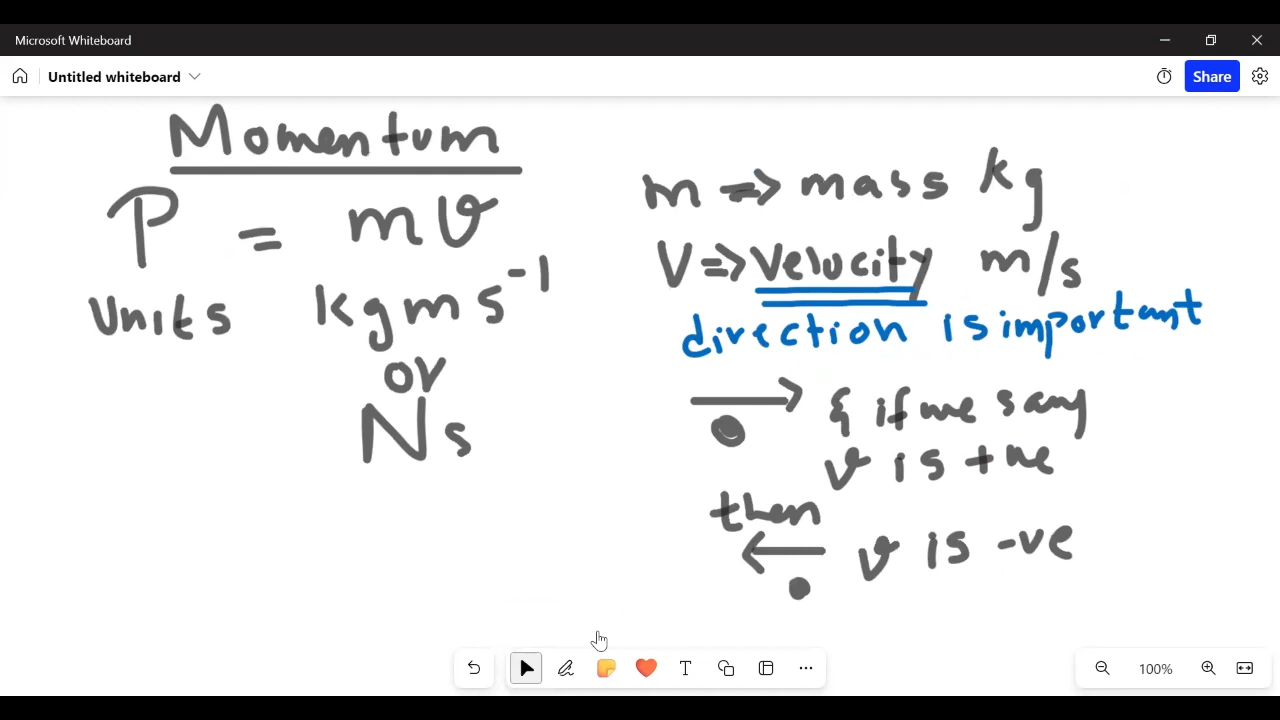 Microsoft Whiteboard
Untitled whiteboard
Share
Momentum
P = mv
Units kgms⁻¹
or
Ns
m => mass kg
V => Velocity m/s
direction is important
& if we say
v is +ve
then
v is -ve
T
100%